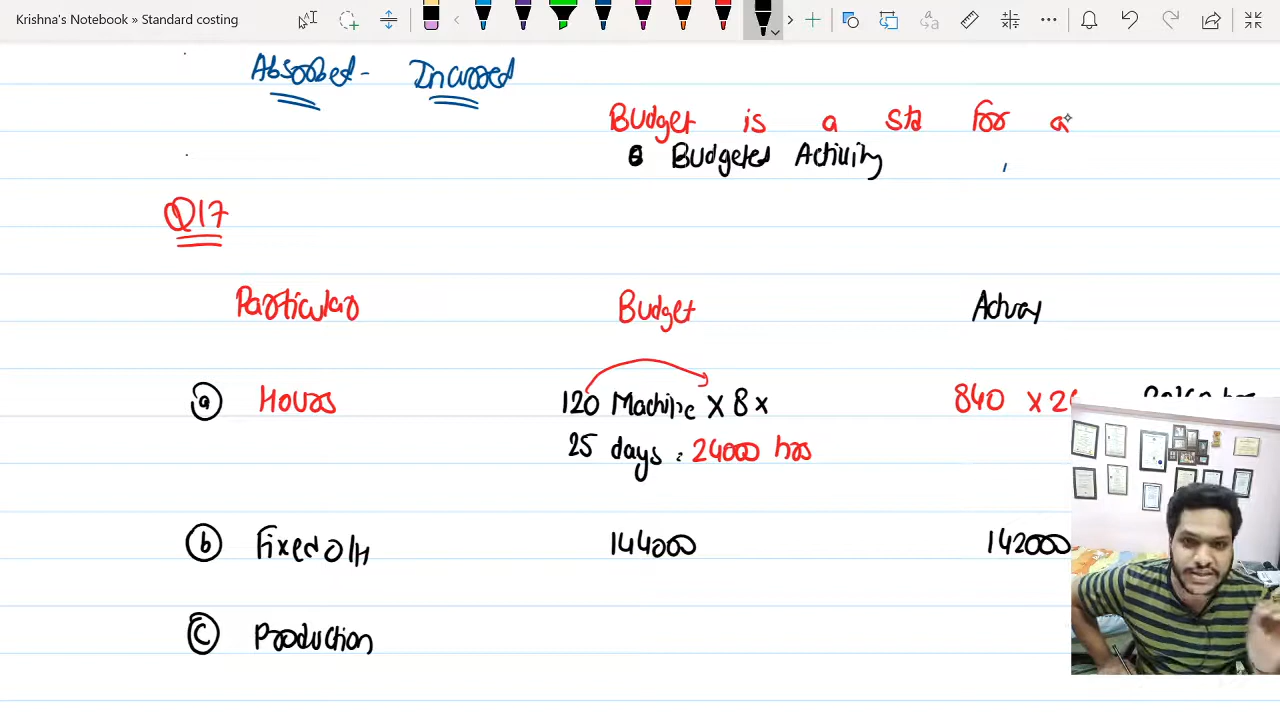 Krishna's Notebook » Standard costing
Absorbed - Incurred
Budget is a std for a
Budgeted Activity
Q17
Particular Budget Actual
a Hours 120 Machine X 8 x 840 x
25 days = 24000 hrs
b Fixed O/H 144000 142000
c Production